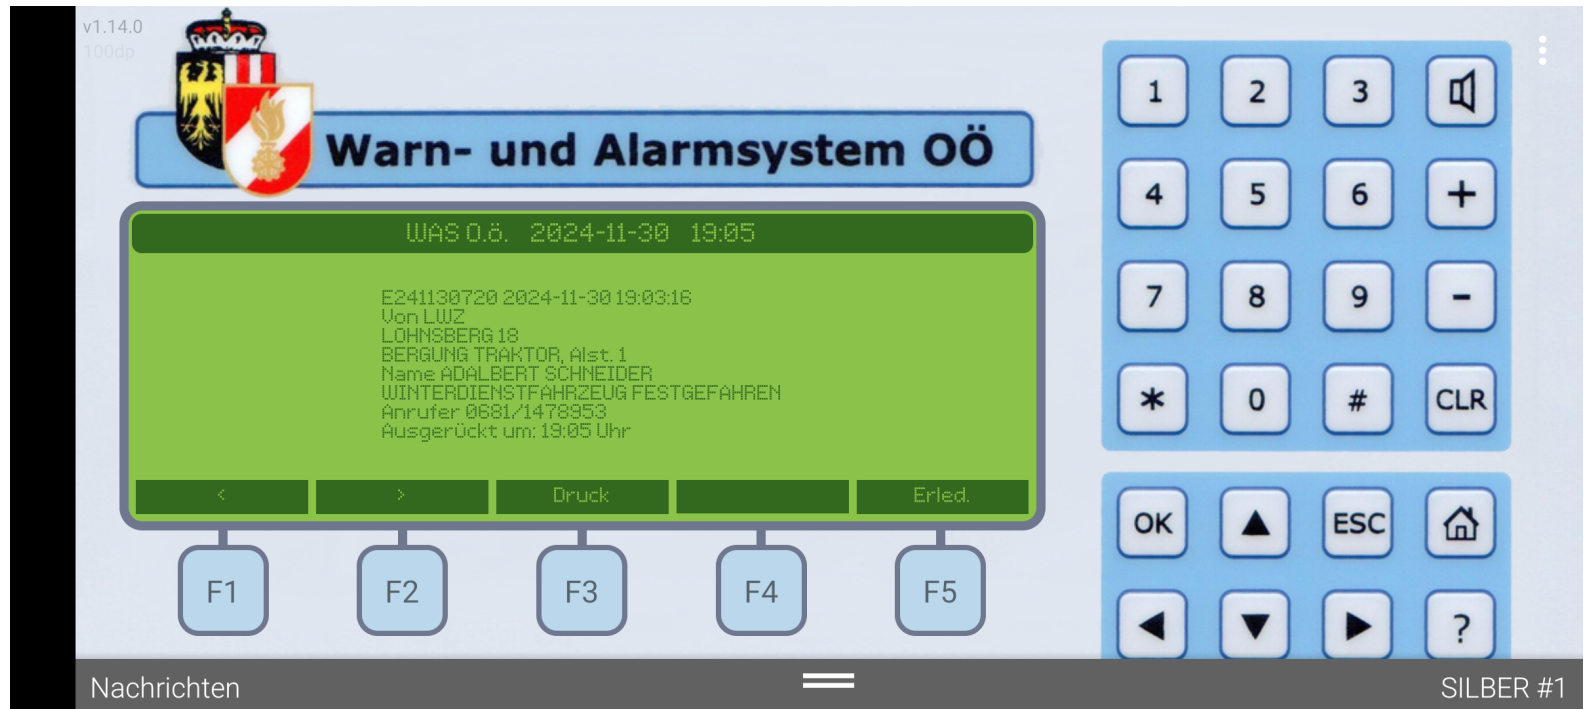 v1.14.0
100dp
Warn- und Alarmsystem OÖ
WAS O.ö. 2024-11-30 19:05
E241130720 2024-11-30 19:03:16
Von LWZ
LOHNSBERG 18
BERGUNG TRAKTOR, Alst. 1
Name ADALBERT SCHNEIDER
WINTERDIENSTFAHRZEUG FESTGEFAHREN
Anrufer 0681/1478953
Ausgerückt um: 19:05 Uhr
< > Druck Erled.
F1 F2 F3 F4 F5
1 2 3
4 5 6 +
7 8 9 -
* 0 # CLR
OK ESC
?
Nachrichten
SILBER #1